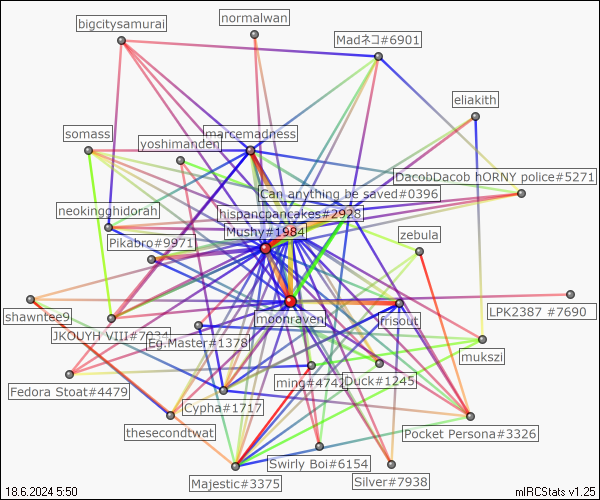 normalwan
bigcitysamurai
Madネコ#6901
eliakith
somass
marcemadness
yoshimanden
DacobDacob hORNY police#5271
Can anything be saved#0396
neokingghidorah
hispancpancakes#2928
Mushy#1984
zebula
Pikabro#9971
shawntee9
LPK2387 #7690
moonraven
frisout
JKOUYH VIII#7034
Eg.Master#1378
mukszi
ming#4742
Duck#1245
Fedora Stoat#4479
Cypha#1717
thesecondtwat
Pocket Persona#3326
Swirly Boi#6154
Majestic#3375
Silver#7938
18.6.2024 5:50
mIRCStats v1.25